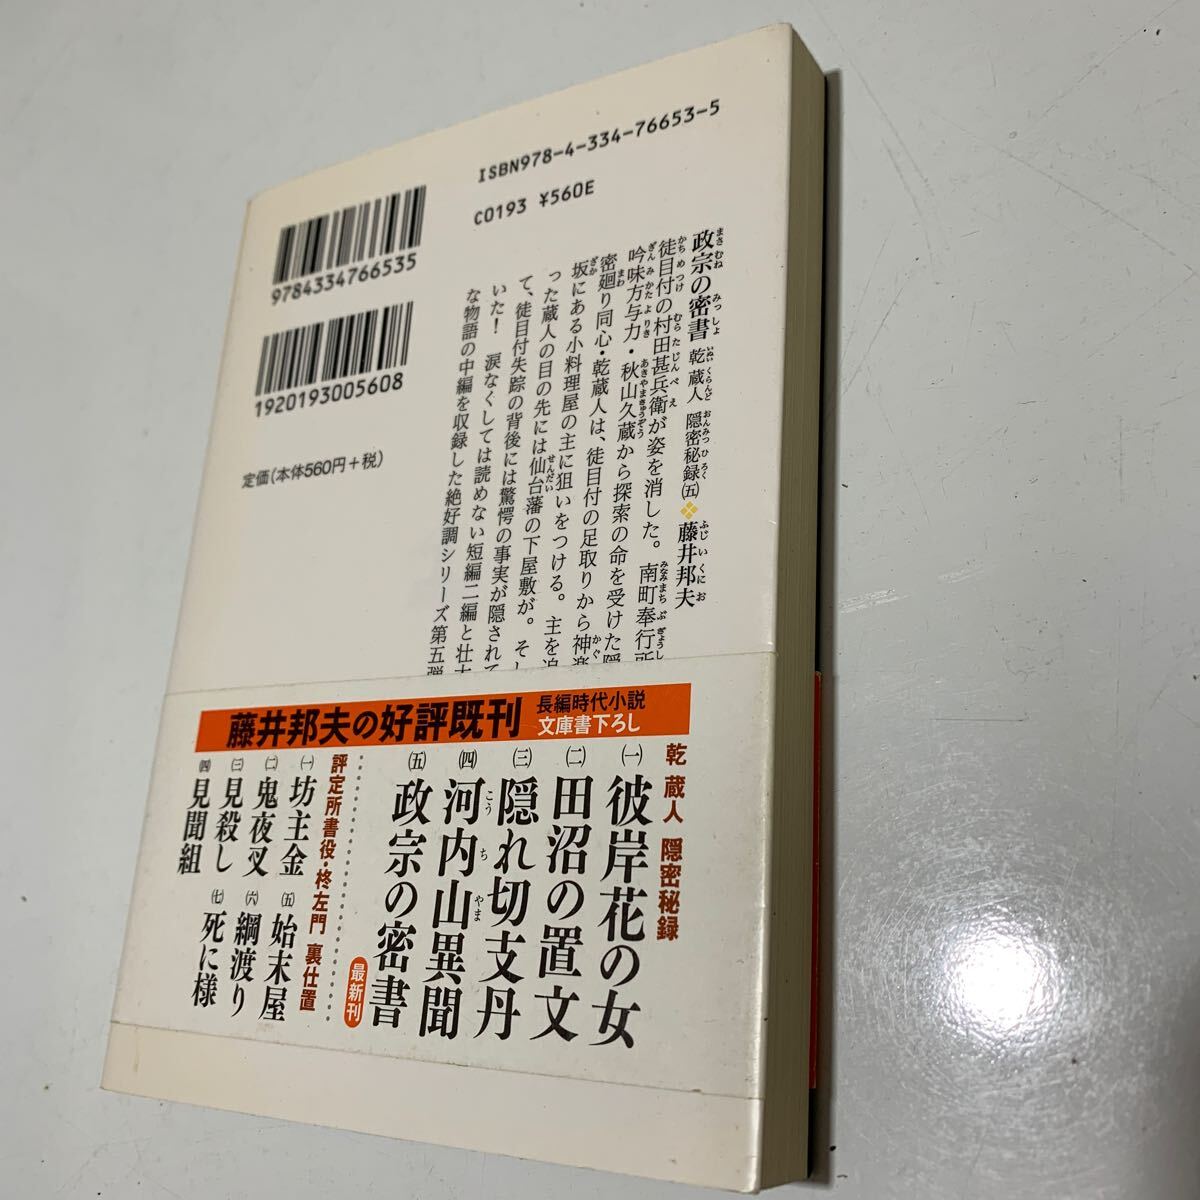 ISBN978-4-334-76653-5
C0193 ¥560E
9784334766535
1920193005608
定価(本体560円+税)
政宗の密書 乾 蔵人 隠密秘録(五) 藤井邦夫
徒目付の村田甚兵衛が姿を消した。南町奉行所
吟味方与力・秋山久蔵から探索の命を受けた隠
密廻り同心・乾蔵人は、徒目付の足取りから神楽
坂にある小料理屋の主に狙いをつける。主を追
った蔵人の目の先には仙台藩の下屋敷が。そし
て、徒目付失踪の背後には驚愕の事実が隠されて
いた! 涙なくしては読めない短編二編と壮大
な物語の中編を収録した絶好調シリーズ第五弾
藤井邦夫の好評既刊 長編時代小説
文庫書下ろし
乾 蔵人 隠密秘録
(一) 彼岸花の女
(二) 田沼の置文
(三) 隠れ切支丹
(四) 河内山異聞
(五) 政宗の密書 最新刊
評定所書役・柊左門 裏仕置
(一) 坊主金
(二) 鬼夜叉
(三) 見殺し
(四) 見聞組
(五) 始末屋
(六) 綱渡り
(七) 死に様